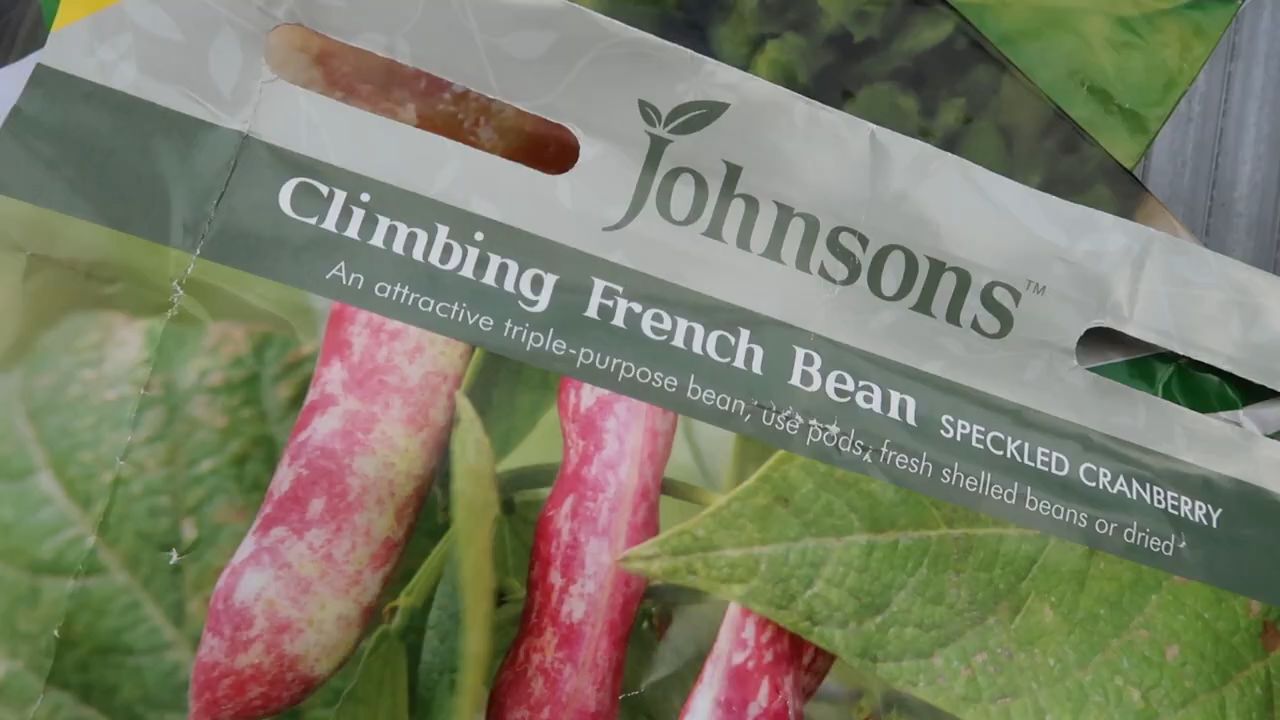 Johnsons™
Climbing French Bean SPECKLED CRANBERRY
An attractive triple-purpose bean, use pods, fresh shelled beans or dried